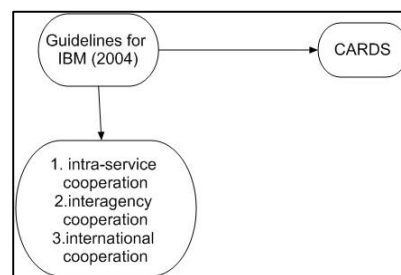 Guidelines for
IBM (2004)
CARDS
1. intra-service
cooperation
2.interagency
cooperation
3.international
cooperation